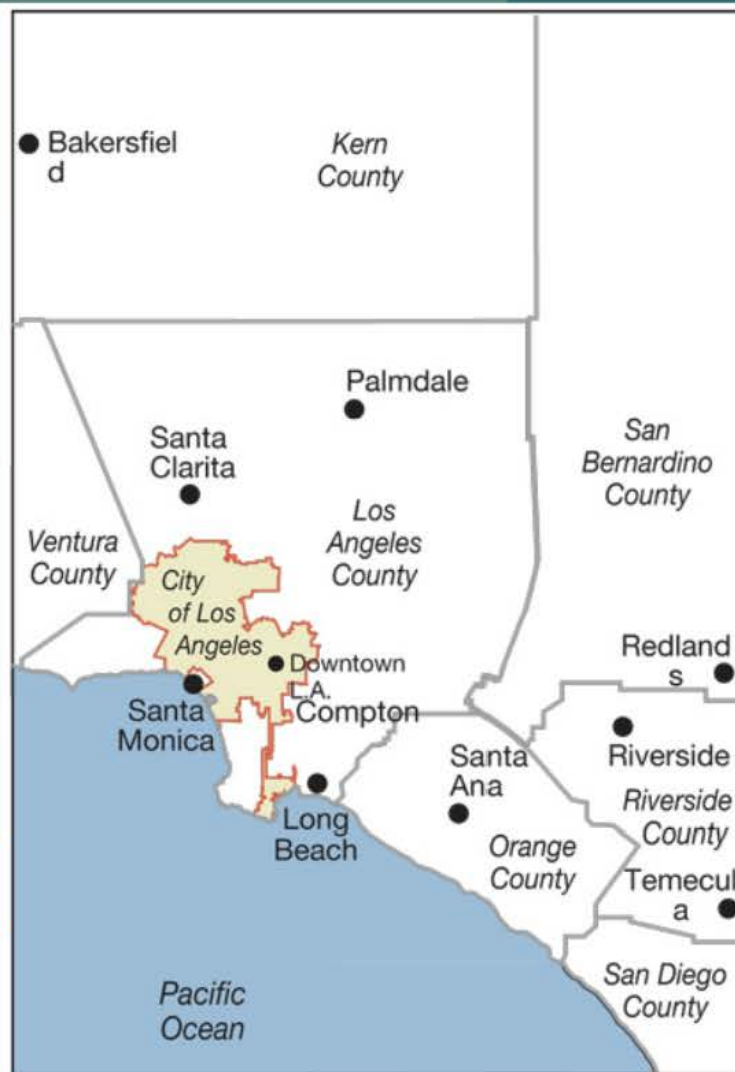 Bakersfiel
d
Kern
County
Palmdale
Santa
Clarita
San
Bernardino
County
Los
Angeles
County
Ventura
County
City
of Los
Angeles
Downtown
L.A.
Compton
Santa
Monica
Redland
s
Riverside
Santa
Ana
Riverside
County
Long
Beach
Orange
County
Temecul
a
San Diego
County
Pacific
Ocean